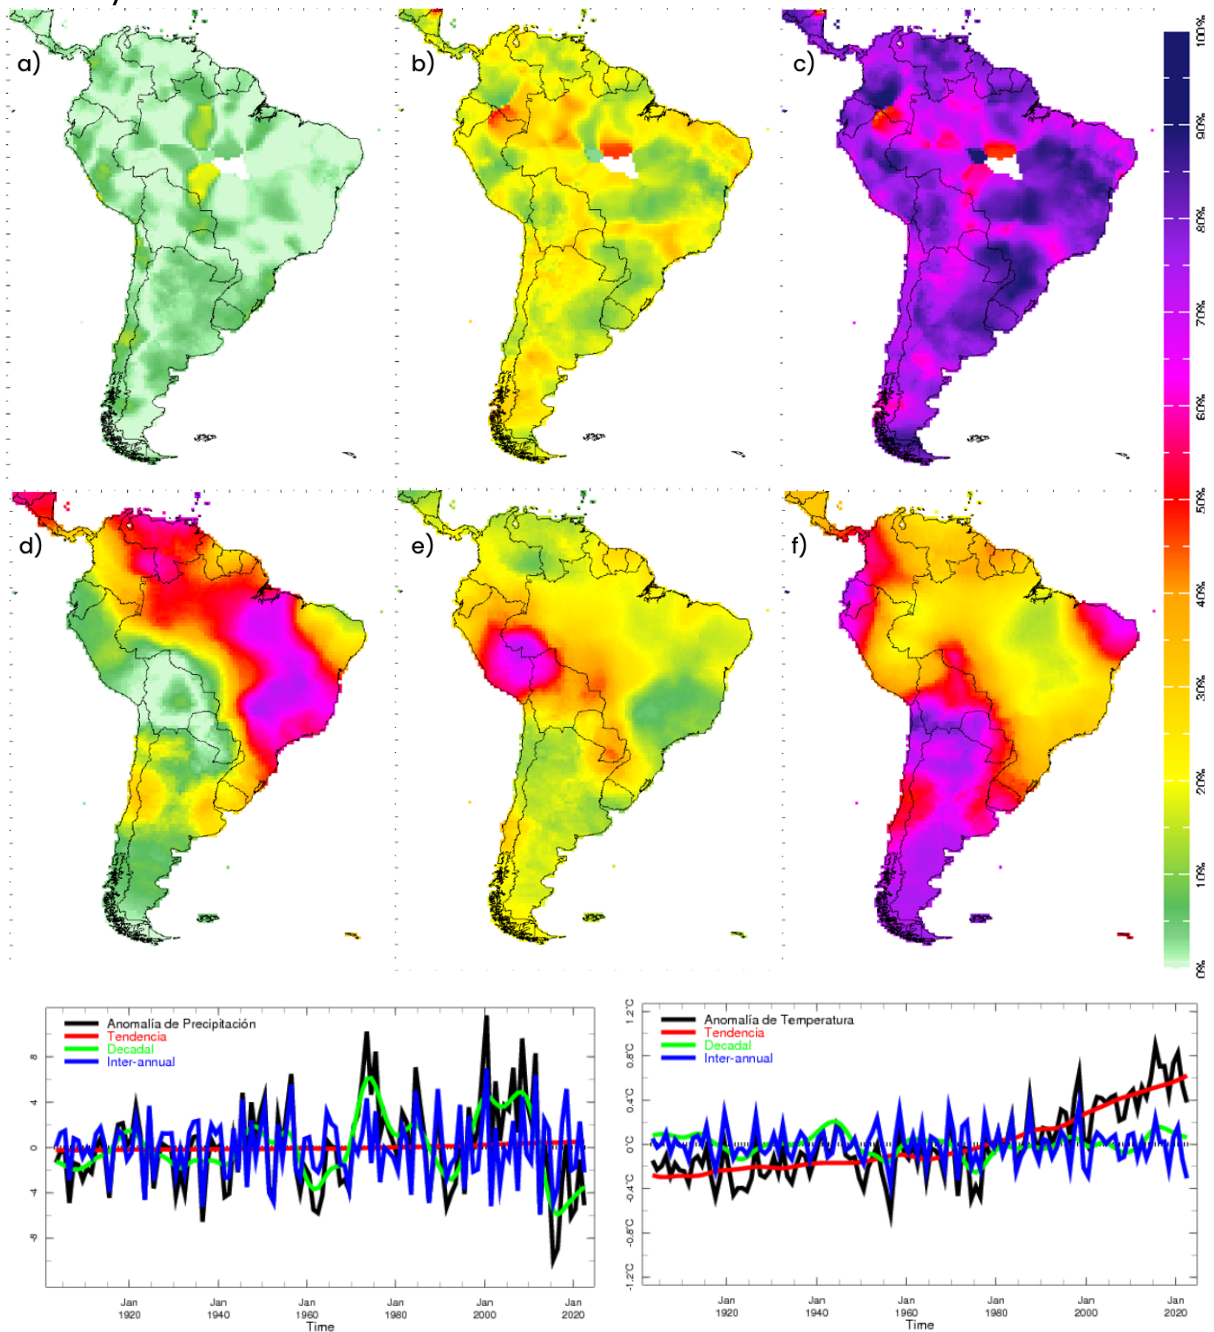 a)
b)
c)
100%
90%
80%
70%
60%
50%
40%
30%
20%
10%
0%
d)
e)
f)
Anomalía de Precipitación
Tendencia
Decadal
Inter-annual
8
4
0
-4
-8
Jan 1920
Jan 1940
Jan 1960
Jan 1980
Jan 2000
Jan 2020
Time
Anomalía de Temperatura
Tendencia
Decadal
Inter-annual
1.2°C
0.8°C
0.4°C
0°C
-0.4°C
-0.8°C
-1.2°C
Jan 1920
Jan 1940
Jan 1960
Jan 1980
Jan 2000
Jan 2020
Time